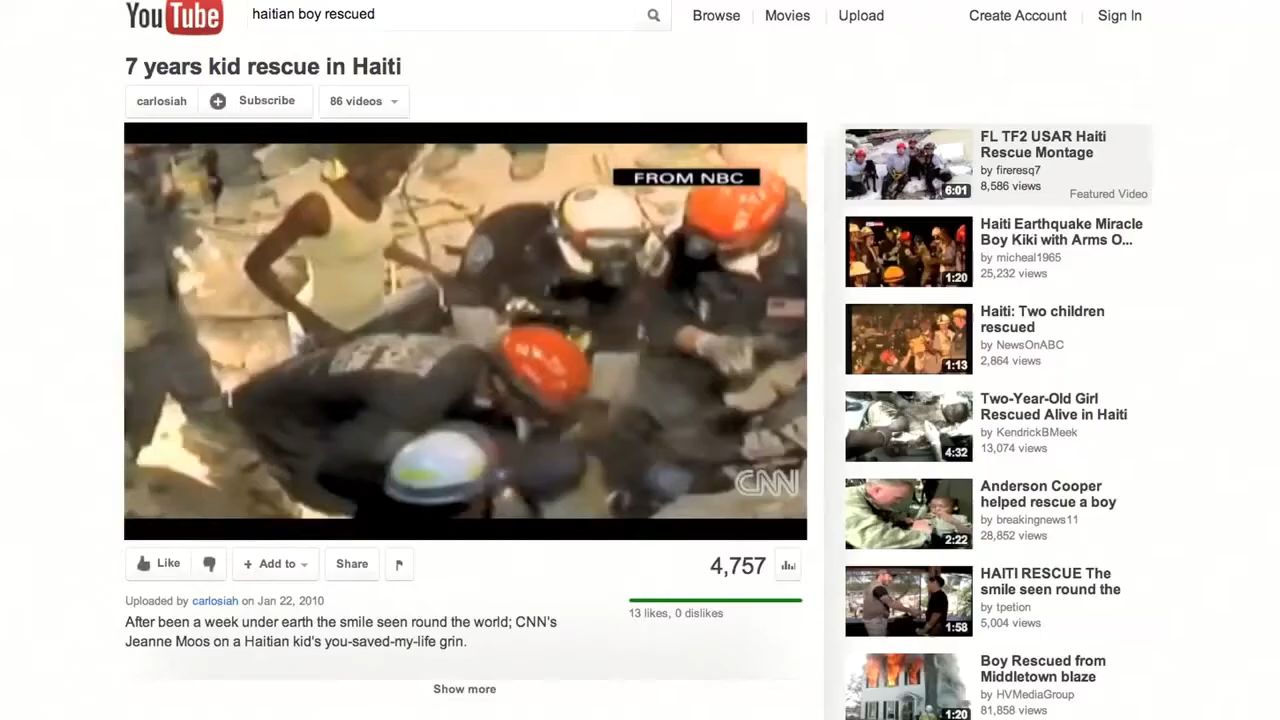 YouTube
haitian boy rescued
Browse
Movies
Upload
Create Account
Sign In
7 years kid rescue in Haiti
carlosiah
Subscribe
86 videos
FROM NBC
CNN
Like
+ Add to
Share
4,757
Uploaded by carlosiah on Jan 22, 2010
13 likes, 0 dislikes
After been a week under earth the smile seen round the world; CNN's
Jeanne Moos on a Haitian kid's you-saved-my-life grin.
Show more
6:01
FL TF2 USAR Haiti
Rescue Montage
by fireresq7
8,586 views
Featured Video
1:20
Haiti Earthquake Miracle
Boy Kiki with Arms O...
by micheal1965
25,232 views
1:13
Haiti: Two children
rescued
by NewsOnABC
2,864 views
4:32
Two-Year-Old Girl
Rescued Alive in Haiti
by KendrickBMeek
13,074 views
2:22
Anderson Cooper
helped rescue a boy
by breakingnews11
28,852 views
1:58
HAITI RESCUE The
smile seen round the
by tpetion
5,004 views
1:20
Boy Rescued from
Middletown blaze
by HVMediaGroup
81,858 views